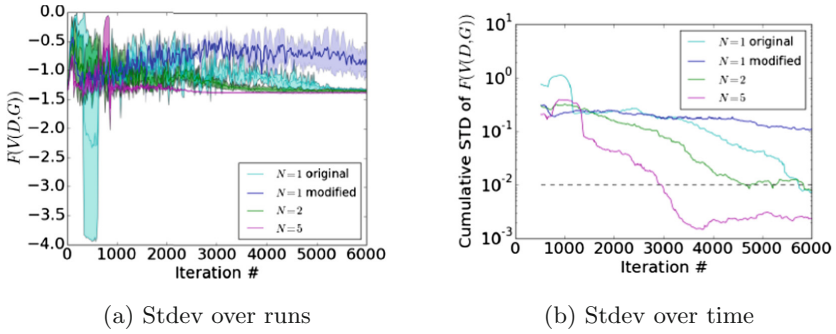 0.0
−0.5
−1.0
−1.5
−2.0
−2.5
−3.0
−3.5
−4.0
F(V(D,G))
N=1 original
N=1 modified
N=2
N=5
0 1000 2000 3000 4000 5000 6000
Iteration #
(a) Stdev over runs
10^1
10^0
10^-1
10^-2
10^-3
Cumulative STD of F(V(D,G))
N=1 original
N=1 modified
N=2
N=5
0 1000 2000 3000 4000 5000 6000
Iteration #
(b) Stdev over time